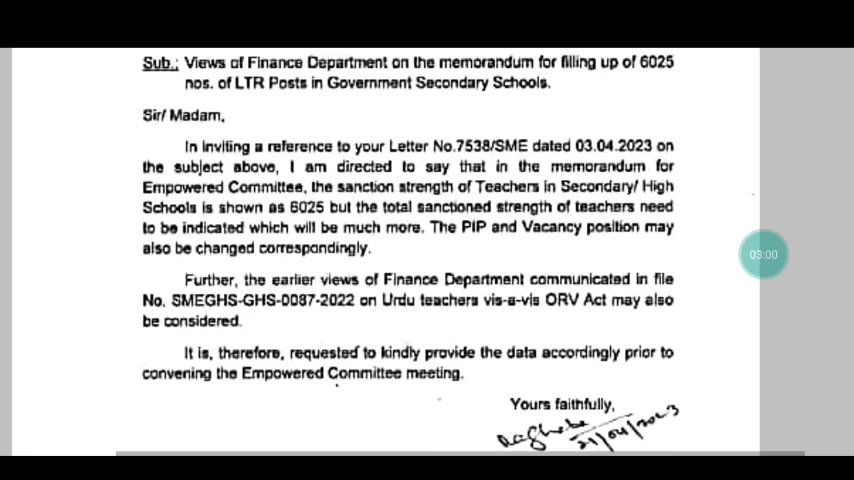 Sub.: Views of Finance Department on the memorandum for filling up of 6025
nos. of LTR Posts in Government Secondary Schools.
Sir/ Madam,
In inviting a reference to your Letter No.7538/SME dated 03.04.2023 on
the subject above, I am directed to say that in the memorandum for
Empowered Committee, the sanction strength of Teachers in Secondary/ High
Schools is shown as 6025 but the total sanctioned strength of teachers need
to be indicated which will be much more. The PIP and Vacancy position may
also be changed correspondingly.
Further, the earlier views of Finance Department communicated in file
No. SMEGHS-GHS-0087-2022 on Urdu teachers vis-a-vis ORV Act may also
be considered.
It is, therefore, requested to kindly provide the data accordingly prior to
convening the Empowered Committee meeting.
Yours faithfully,
21/04/2023
03:00